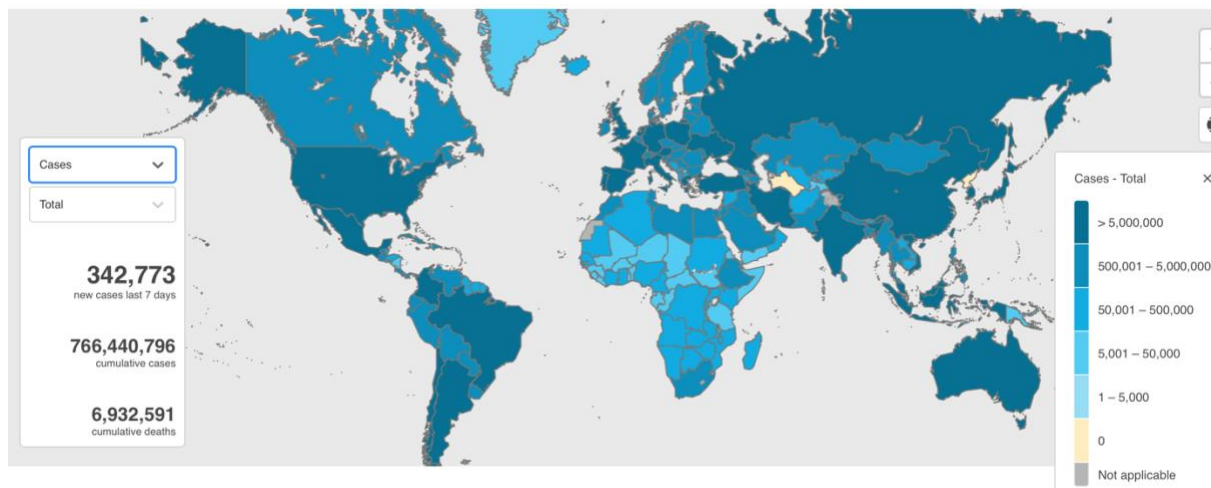 Cases
Total
342,773
new cases last 7 days
766,440,796
cumulative cases
6,932,591
cumulative deaths
Cases - Total
> 5,000,000
500,001 – 5,000,000
50,001 – 500,000
5,001 – 50,000
1 – 5,000
0
Not applicable